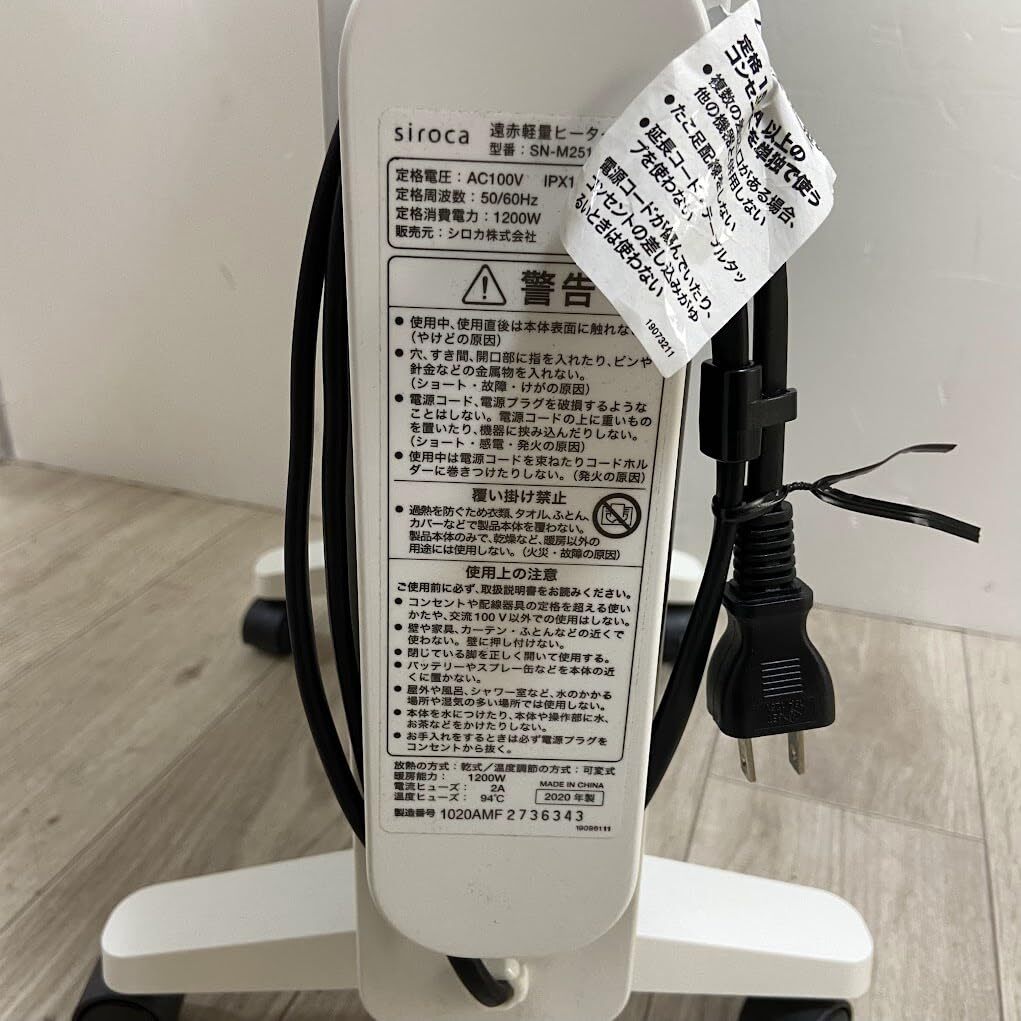 siroca 遠赤軽量ヒーター
型番：SN-M251
定格電圧：AC100V IPX1
定格周波数：50/60Hz
定格消費電力：1200W
販売元：シロカ株式会社
警告
● 使用中、使用直後は本体表面に触れな
（やけどの原因）
● 穴、すき間、開口部に指を入れたり、ピンや
針金などの金属物を入れない。
（ショート・故障・けがの原因）
● 電源コード、電源プラグを破損するような
ことはしない。電源コードの上に重いもの
を置いたり、機器に挟み込んだりしない。
（ショート・感電・発火の原因）
● 使用中は電源コードを束ねたりコードホル
ダーに巻きつけたりしない。（発火の原因）
覆い掛け禁止
● 過熱を防ぐため衣類、タオル、ふとん、
カバーなどで製品本体を覆わない。
製品本体のみで、乾燥など、暖房以外の
用途には使用しない。（火災・故障の原因）
使用上の注意
ご使用前に必ず、取扱説明書をお読みください。
● コンセントや配線器具の定格を超える使い
かたや、交流100V以外での使用はしない。
● 壁や家具、カーテン・ふとんなどの近くで
使わない。壁に押し付けない。
● 閉じている脚を正しく開いて使用する。
● バッテリーやスプレー缶などを本体の近
くに置かない。
● 屋外や風呂、シャワー室など、水のかかる
場所や湿気の多い場所では使用しない。
● 本体を水につけたり、本体や操作部に水、
お茶などをかけたりしない。
● お手入れをするときは必ず電源プラグを
コンセントから抜く。
放熱の方式：乾式／温度調節の方式：可変式
暖房能力： 1200W
電流ヒューズ： 2A
温度ヒューズ： 94℃
MADE IN CHINA
2020年製
製造番号 1020AMF2736343
19098111
定格 1 A以上の
コンセ を単独で使う
● 複数の 口がある場合、
他の機器と併用しない
● たこ足配線をしない
● 延長コード・テーブルタッ
プを使わない
電源コードが傷んでいたり、
コンセントの差し込みがゆ
るいときは使わない
19073211